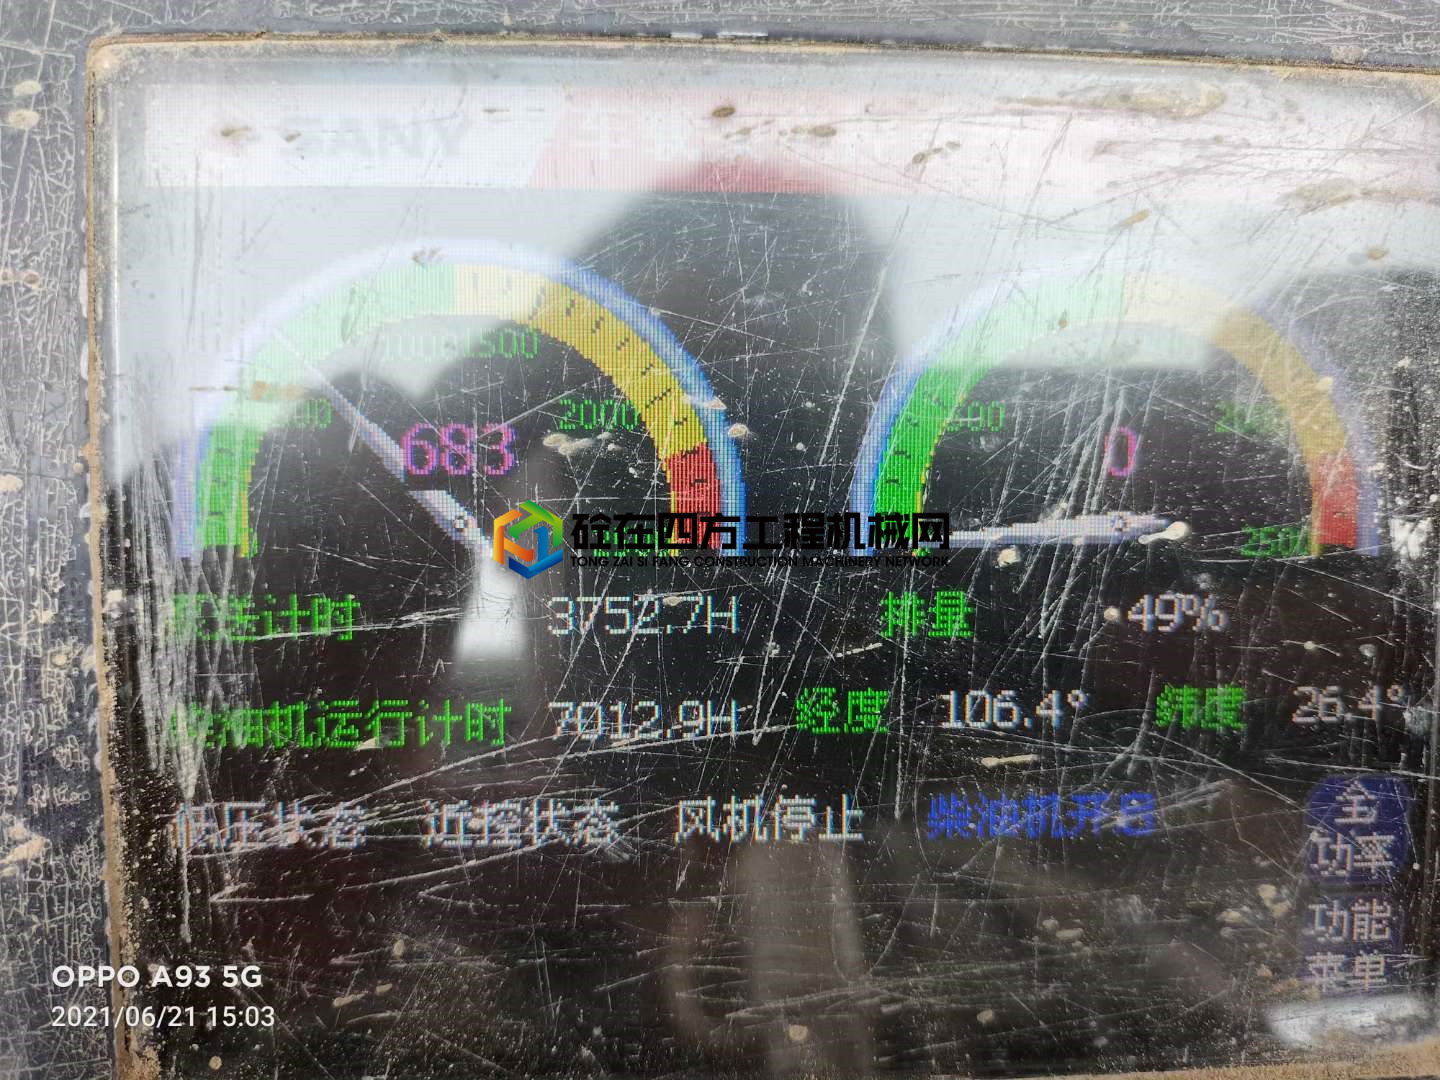 SANY
1500
2000
683
500
0
250
砼在四方工程机械网
TONG ZAI SI FANG CONSTRUCTION MACHINERY NETWORK
泵送计时 3752.7H 排量 49%
柴油机运行计时 7012.9H 经度 106.4° 纬度 26.4°
低压状态 近控状态 风机停止 柴油机开启
全
功率
功能
菜单
OPPO A93 5G
2021/06/21 15:03